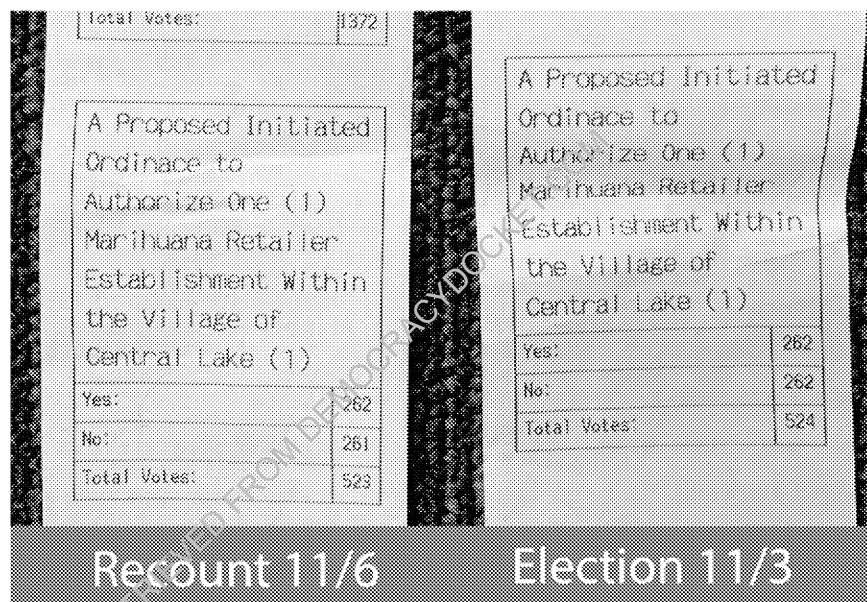 Total Votes: 1372
A Proposed Initiated
Ordinace to
Authorize One (1)
Marihuana Retailer
Establishment Within
the Village of
Central Lake (1)
Yes: 262
No: 261
Total Votes: 523
Recount 11/6
A Proposed Initiated
Ordinace to
Authorize One (1)
Marihuana Retailer
Establishment Within
the Village of
Central Lake (1)
Yes: 262
No: 262
Total Votes: 524
Election 11/3
FROM DEMOCRACYDOCKET